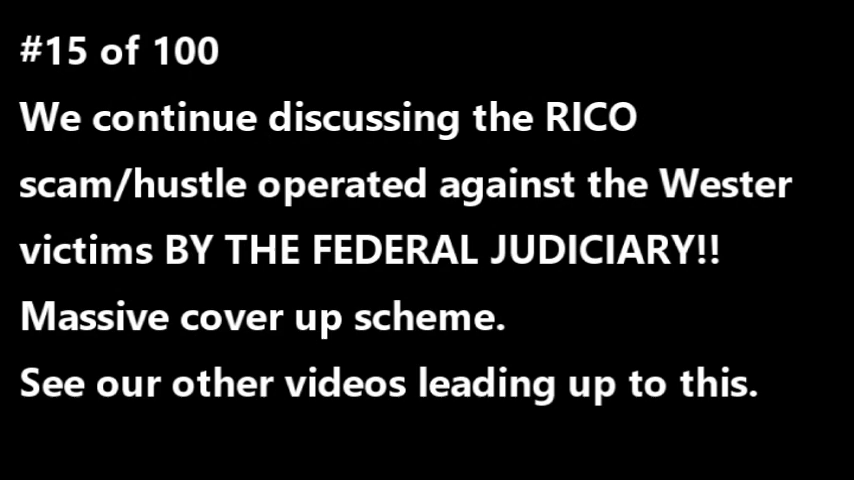 #15 of 100
We continue discussing the RICO
scam/hustle operated against the Wester
victims BY THE FEDERAL JUDICIARY!!
Massive cover up scheme.
See our other videos leading up to this.